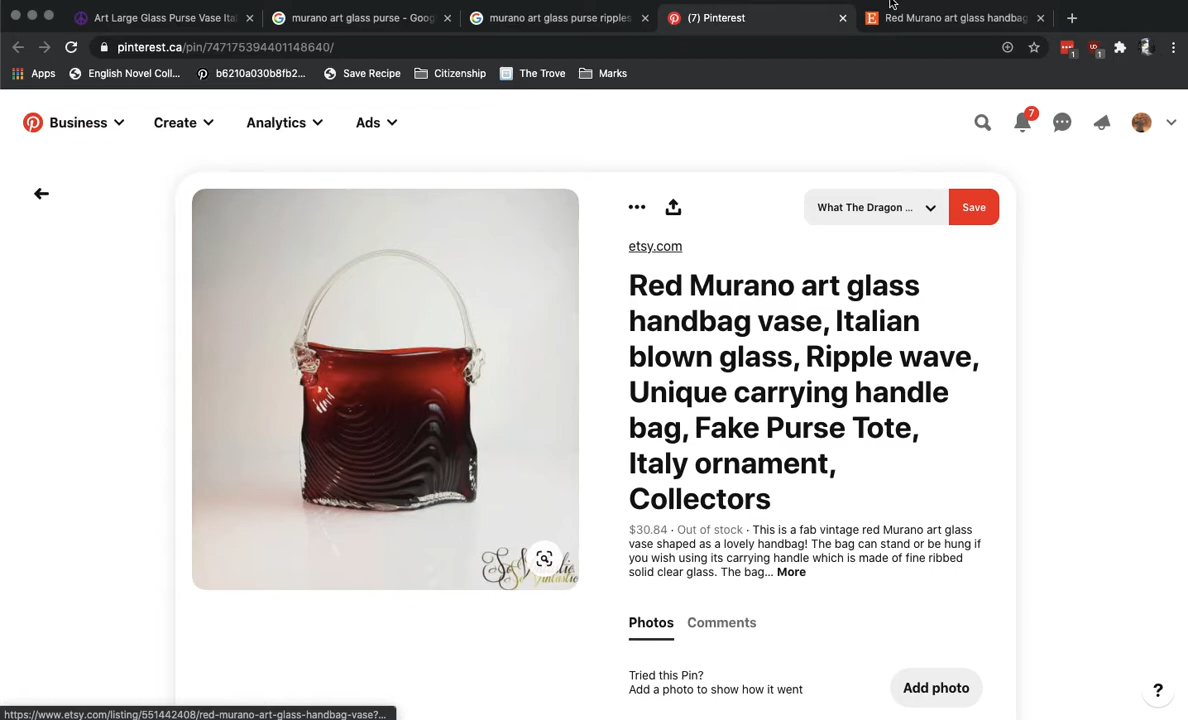 Art Large Glass Purse Vase Ital
murano art glass purse - Goog
murano art glass purse ripples
(7) Pinterest
Red Murano art glass handbag
pinterest.ca/pin/747175394401148640/
Apps
English Novel Coll...
b6210a030b8fb2...
Save Recipe
Citizenship
The Trove
Marks
Business
Create
Analytics
Ads
7
What The Dragon ...
Save
etsy.com
Red Murano art glass
handbag vase, Italian
blown glass, Ripple wave,
Unique carrying handle
bag, Fake Purse Tote,
Italy ornament,
Collectors
$30.84 · Out of stock · This is a fab vintage red Murano art glass
vase shaped as a lovely handbag! The bag can stand or be hung if
you wish using its carrying handle which is made of fine ribbed
solid clear glass. The bag... More
Photos
Comments
Tried this Pin?
Add a photo to show how it went
Add photo
?
https://www.etsy.com/listing/551442408/red-murano-art-glass-handbag-vase?...